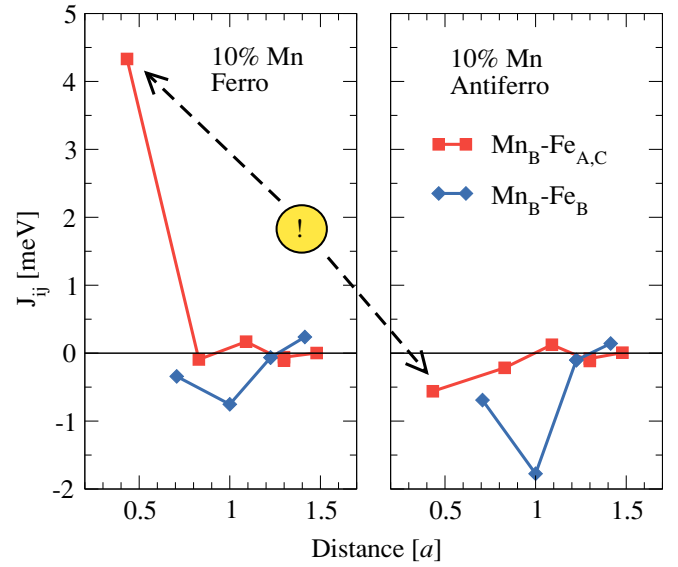 10% Mn
Ferro
10% Mn
Antiferro
Mn_B-Fe_A,C
Mn_B-Fe_B
!
J_ij [meV]
5
4
3
2
1
0
-1
-2
0.5 1 1.5
0.5 1 1.5
Distance [a]